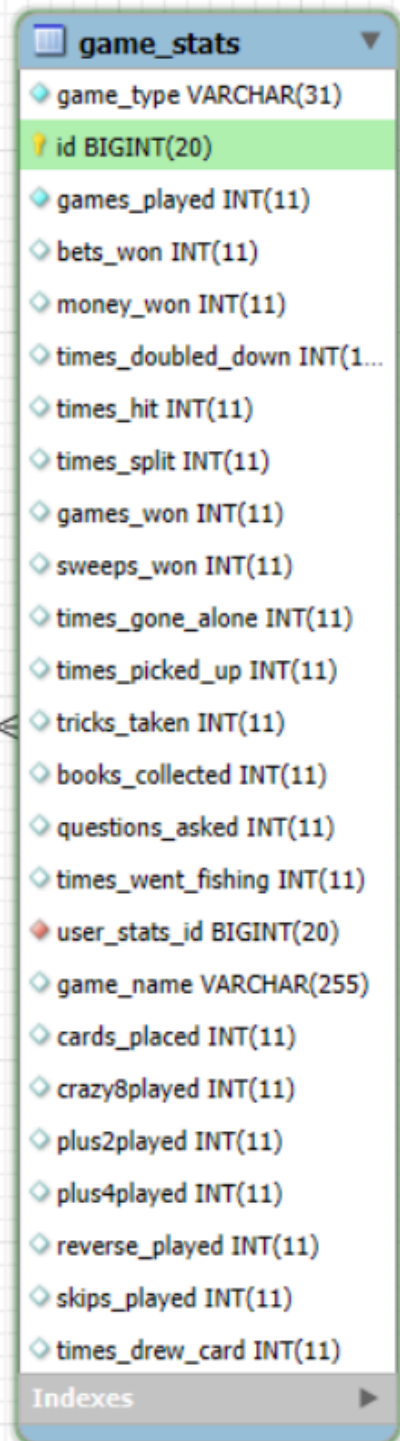 game_stats
game_type VARCHAR(31)
id BIGINT(20)
games_played INT(11)
bets_won INT(11)
money_won INT(11)
times_doubled_down INT(1...
times_hit INT(11)
times_split INT(11)
games_won INT(11)
sweeps_won INT(11)
times_gone_alone INT(11)
times_picked_up INT(11)
tricks_taken INT(11)
books_collected INT(11)
questions_asked INT(11)
times_went_fishing INT(11)
user_stats_id BIGINT(20)
game_name VARCHAR(255)
cards_placed INT(11)
crazy8played INT(11)
plus2played INT(11)
plus4played INT(11)
reverse_played INT(11)
skips_played INT(11)
times_drew_card INT(11)
Indexes